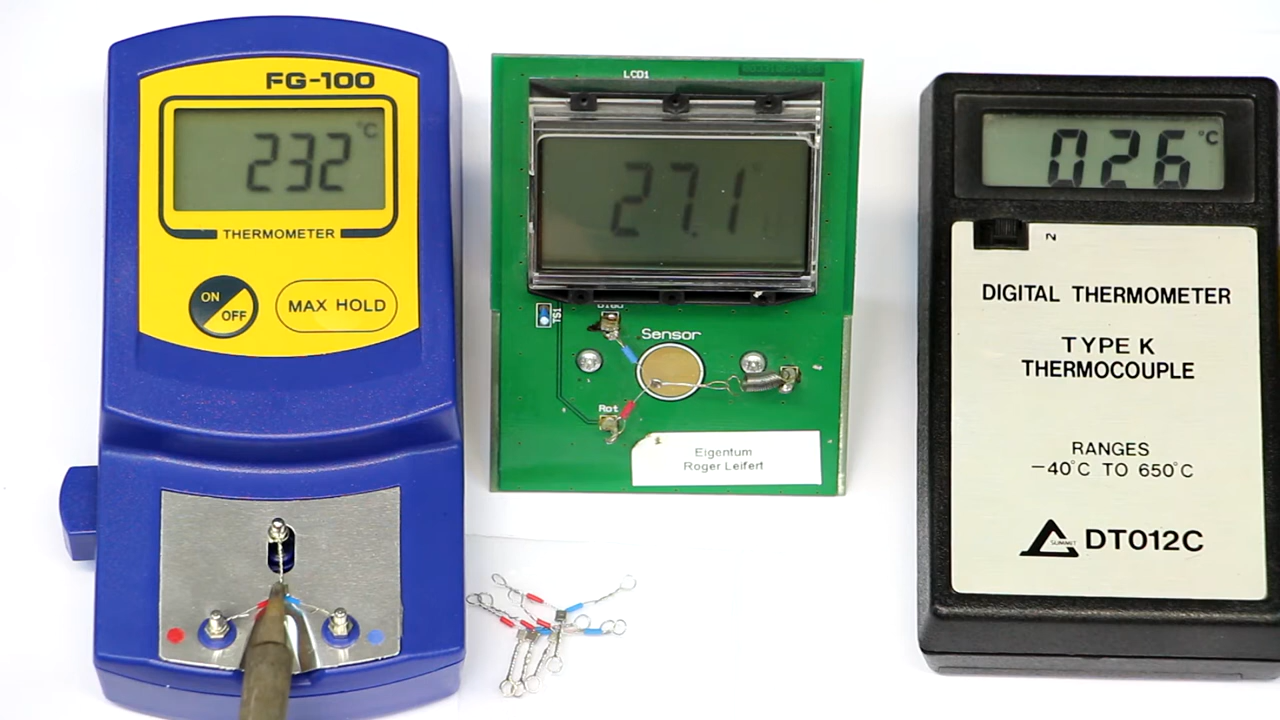 FG-100
232 °C
THERMOMETER
ON
OFF
MAX HOLD
LCD1
27.1
TS1
Sensor
Rot
Eigentum
Roger Leifert
026 °C
DIGITAL THERMOMETER
TYPE K
THERMOCOUPLE
RANGES
−40°C TO 650°C
SUMMIT
DT012C